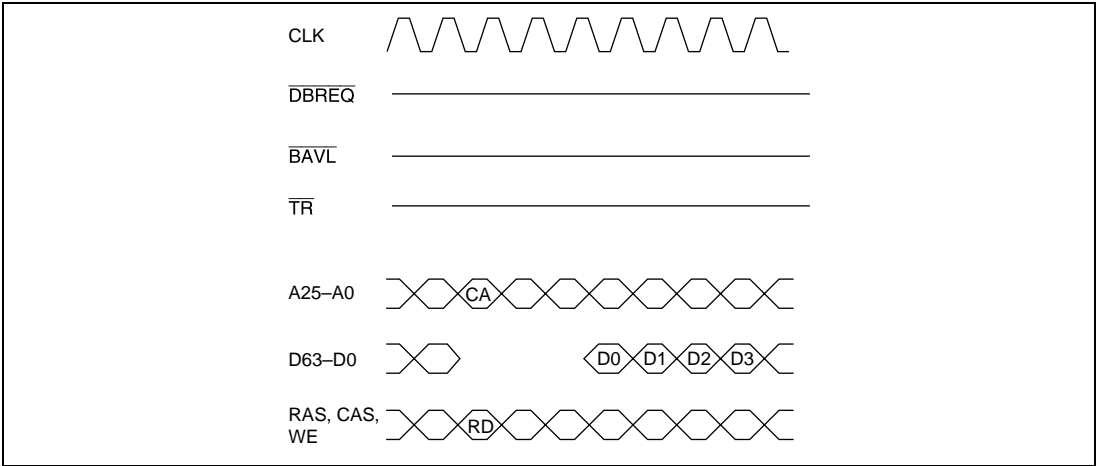 CLK
DBREQ
BAVL
TR
A25–A0
CA
D63–D0
D0 D1 D2 D3
RAS, CAS,
WE
RD